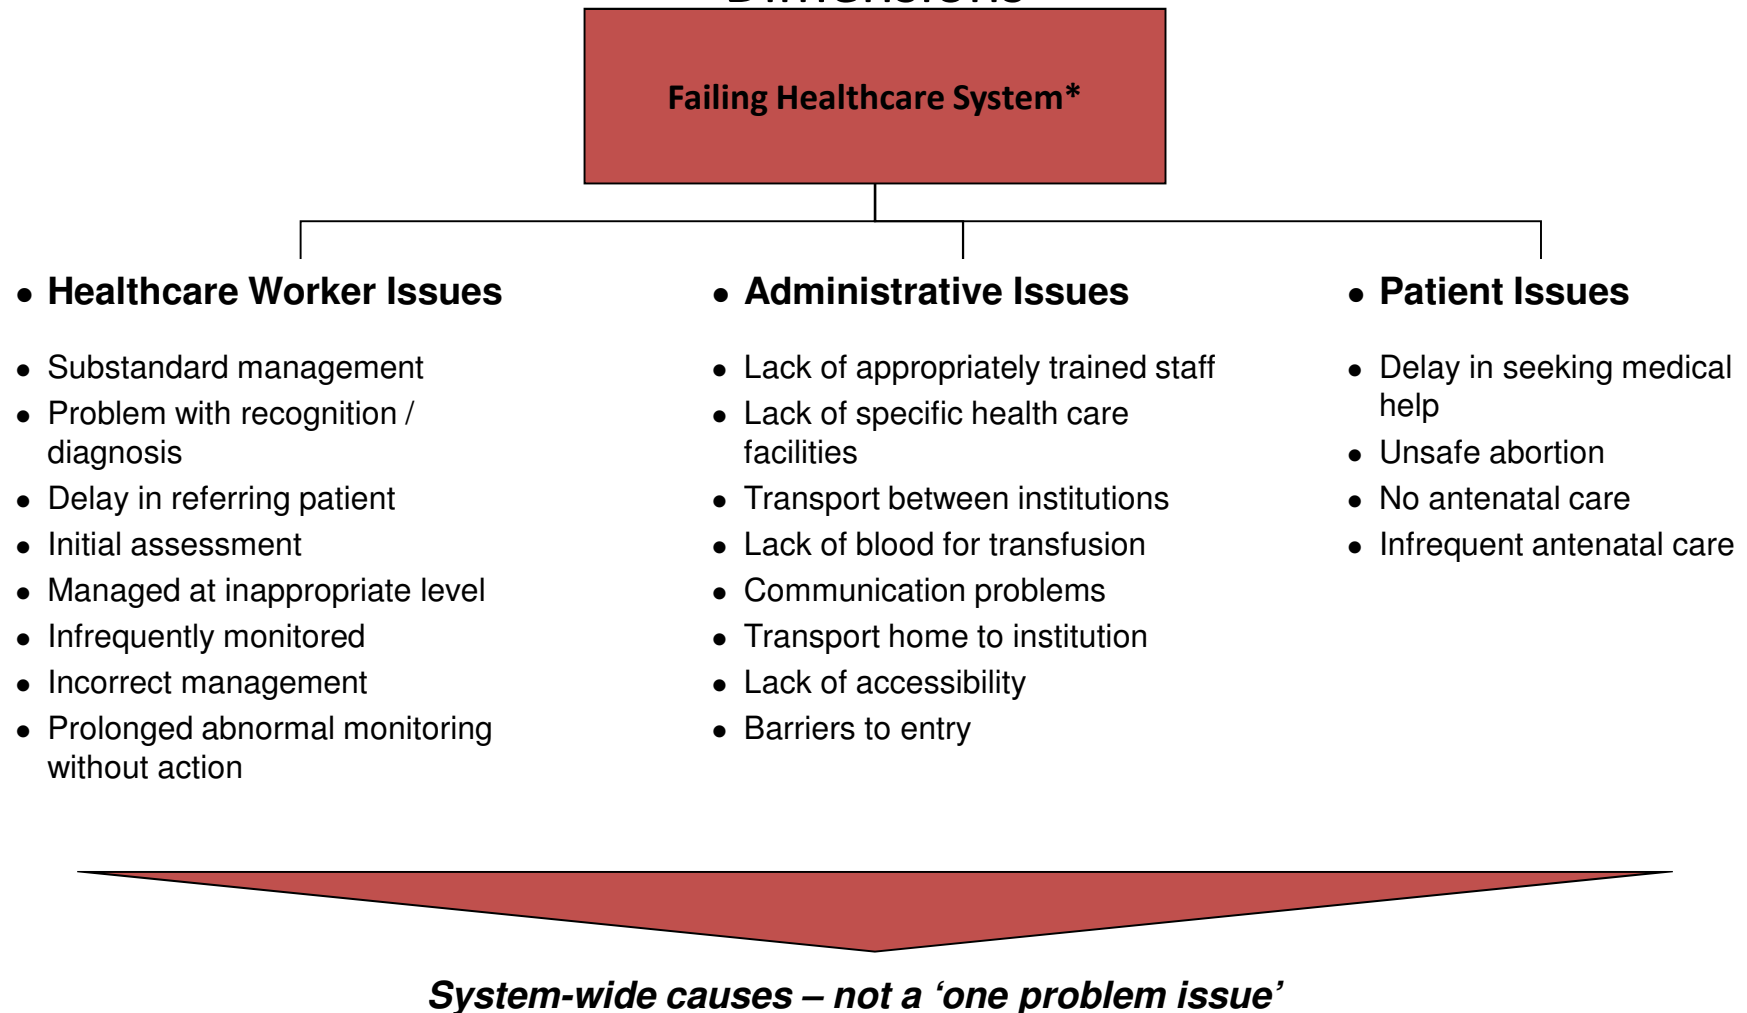 Dimensions
Failing Healthcare System*
● Healthcare Worker Issues
● Substandard management
● Problem with recognition /
diagnosis
● Delay in referring patient
● Initial assessment
● Managed at inappropriate level
● Infrequently monitored
● Incorrect management
● Prolonged abnormal monitoring
without action
● Administrative Issues
● Lack of appropriately trained staff
● Lack of specific health care
facilities
● Transport between institutions
● Lack of blood for transfusion
● Communication problems
● Transport home to institution
● Lack of accessibility
● Barriers to entry
● Patient Issues
● Delay in seeking medical
help
● Unsafe abortion
● No antenatal care
● Infrequent antenatal care
System-wide causes – not a ‘one problem issue’